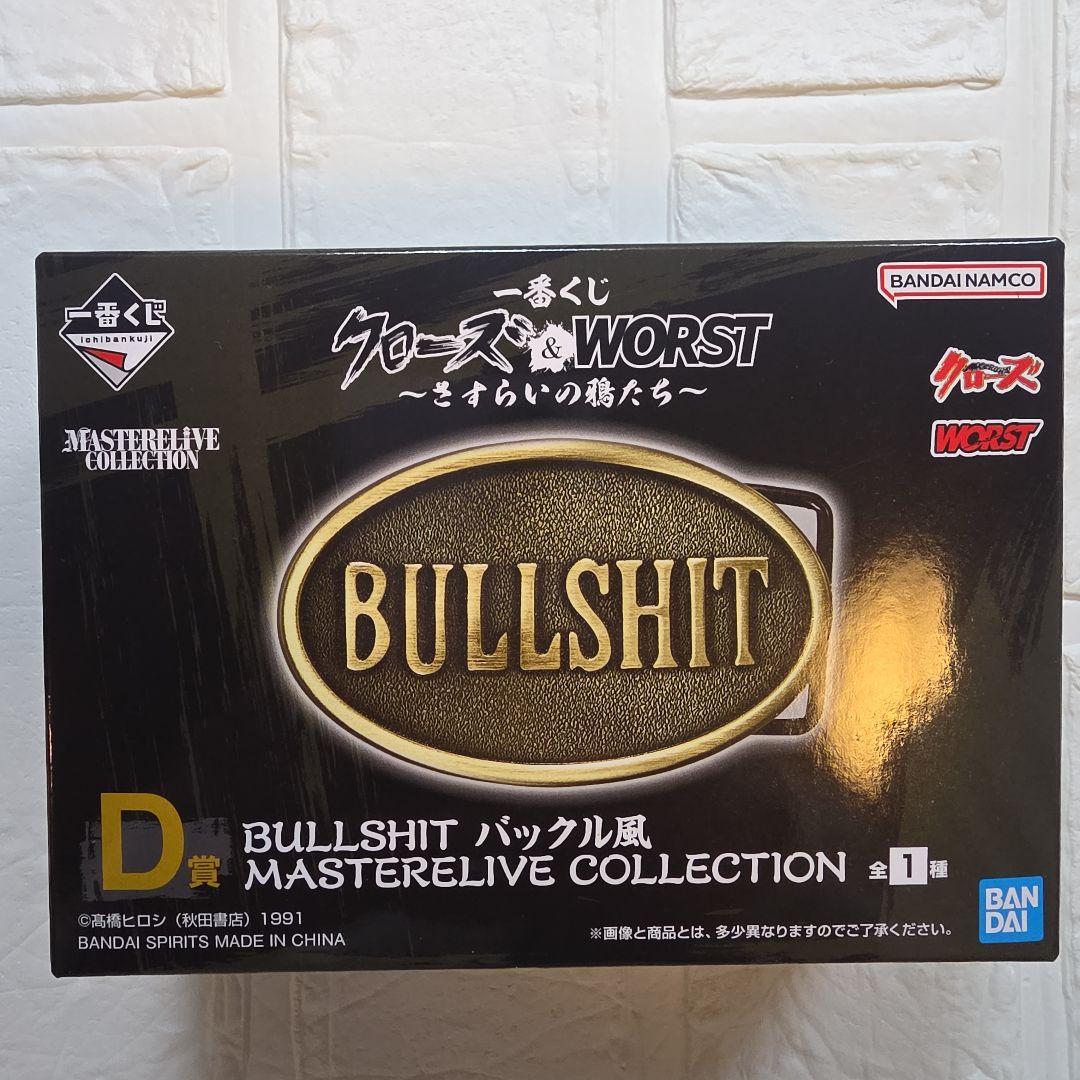 一番くじ
ichibankuji
MASTERELIVE
COLLECTION
一番くじ
クローズ&WORST
～さすらいの鴉たち～
BANDAI NAMCO
クローズ
WORST
BULLSHIT
D賞
BULLSHIT バックル風
MASTERELIVE COLLECTION 全1種
©髙橋ヒロシ（秋田書店）1991
BANDAI SPIRITS MADE IN CHINA
※画像と商品とは、多少異なりますのでご了承ください。
BAN
DAI